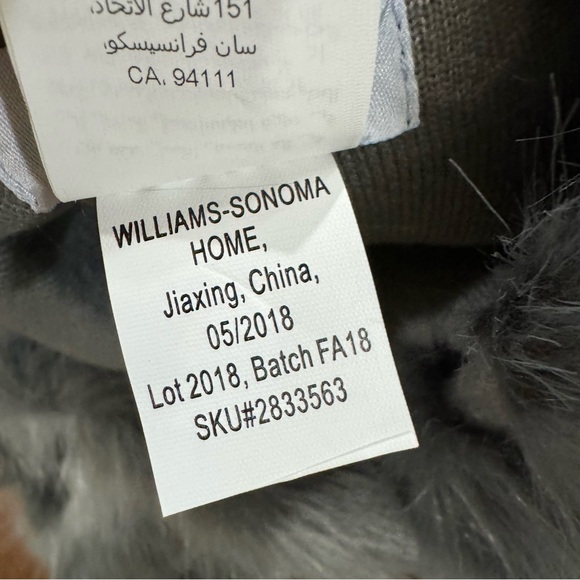 151 شارع الاتحاد،
سان فرانسيسكو،
CA، 94111
WILLIAMS-SONOMA
HOME,
Jiaxing, China,
05/2018
Lot 2018, Batch FA18
SKU#2833563